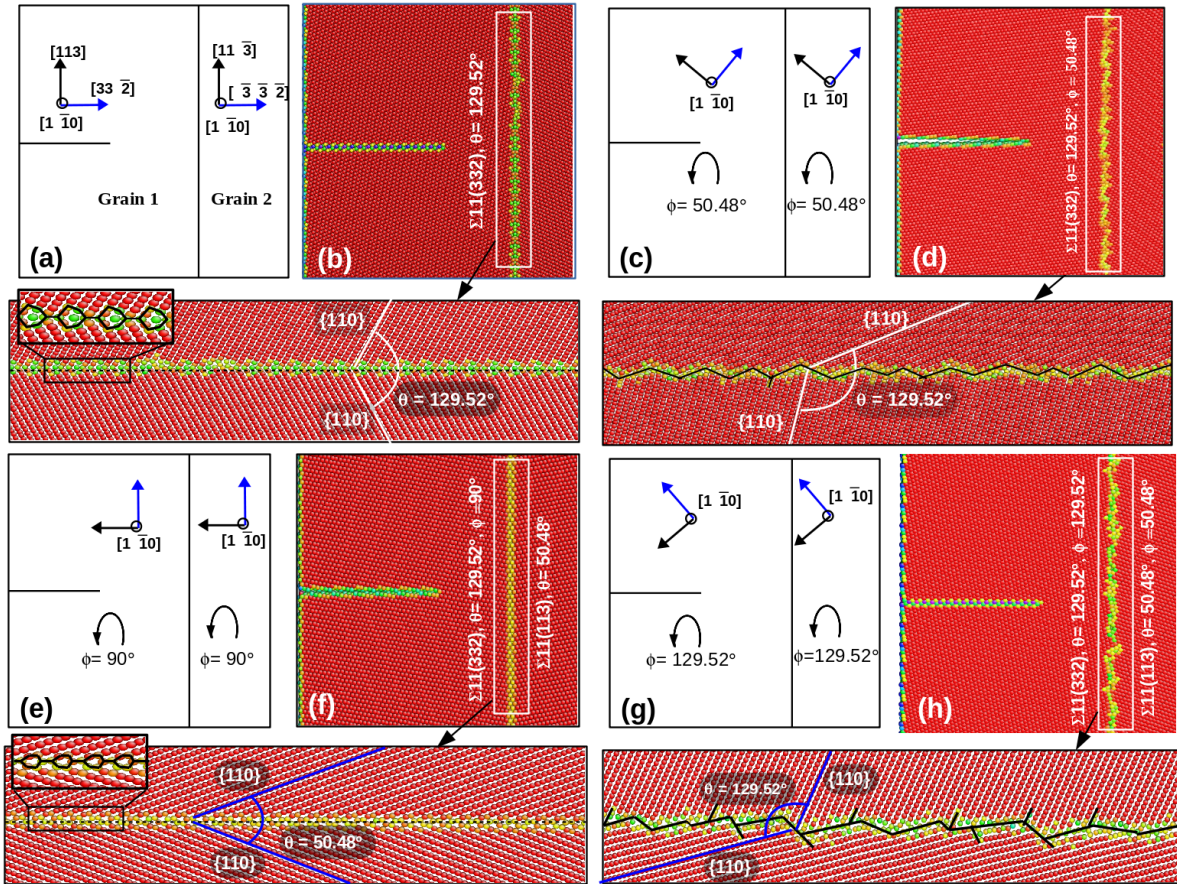 [113]
[33 2̅]
[1 1̅0]
[11 3̅]
[ 3̅ 3̅ 2̅]
[1 1̅0]
Grain 1
Grain 2
(a)
Σ11(332), θ= 129.52°
(b)
[1 1̅0]
[1 1̅0]
ϕ= 50.48°
ϕ= 50.48°
(c)
Σ11(332), θ= 129.52°, ϕ = 50.48°
(d)
{110}
{110}
θ = 129.52°
{110}
{110}
θ = 129.52°
[1 1̅0]
[1 1̅0]
ϕ= 90°
ϕ= 90°
(e)
Σ11(332), θ= 129.52°, ϕ =90°
Σ11(113), θ= 50.48°
(f)
[1 1̅0]
[1 1̅0]
ϕ= 129.52°
ϕ=129.52°
(g)
Σ11(332), θ= 129.52°, ϕ =129.52°
Σ11(113), θ= 50.48°, ϕ =50.48°
(h)
{110}
θ = 50.48°
{110}
θ = 129.52°
{110}
{110}